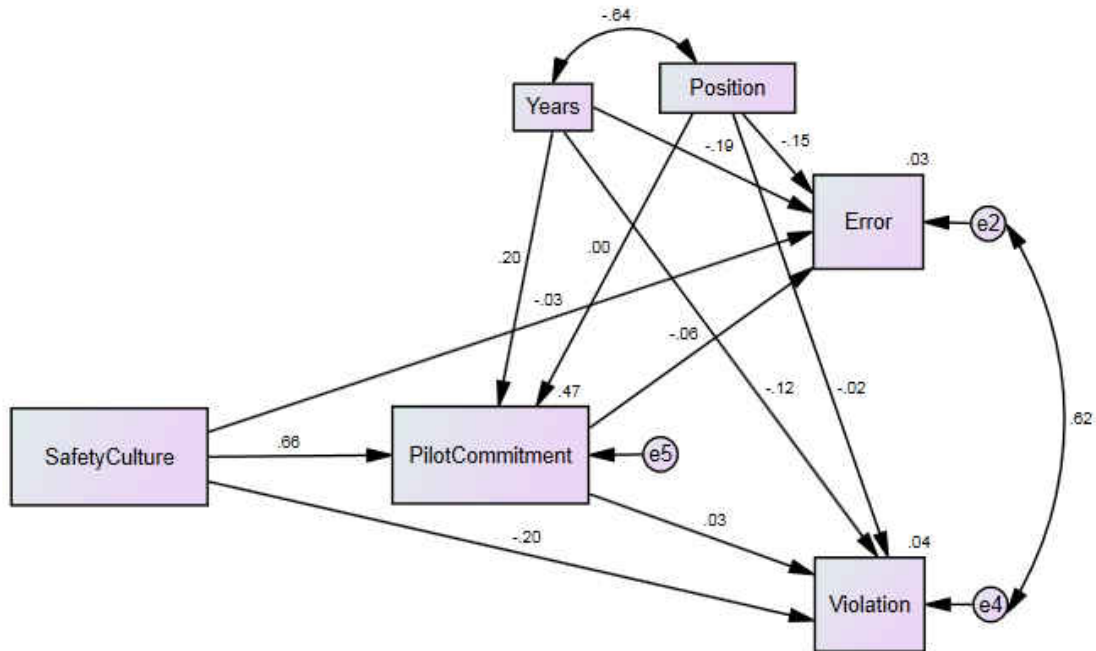 -.64
Position
Years
-.19
-.15
.03
Error
e2
.20
.00
-.03
-.06
.47
-.12
-.02
.62
SafetyCulture
.66
PilotCommitment
e5
-.20
.03
.04
Violation
e4